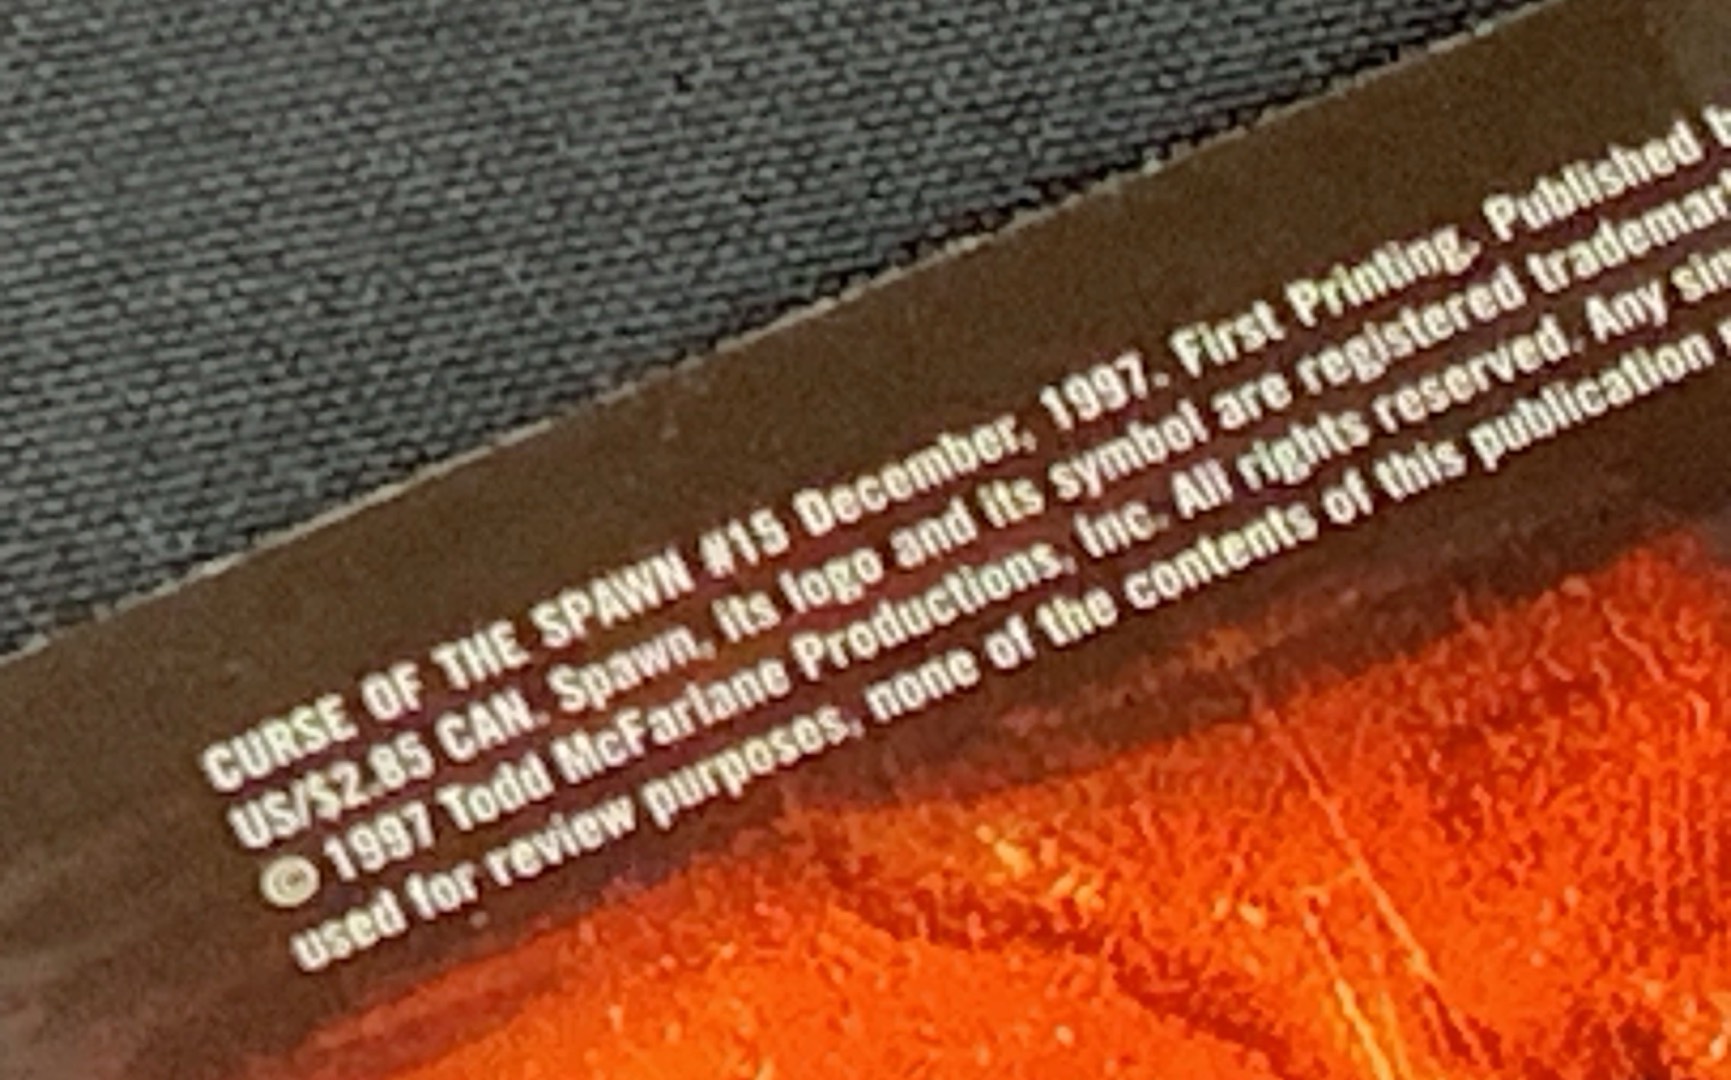 CURSE OF THE SPAWN #15 December, 1997. First Printing. Published
US/$2.85 CAN. Spawn, its logo and its symbol are registered
© 1997 Todd McFarlane Productions, Inc. All rights reserved. Any
used for review purposes, none of the contents of this publication